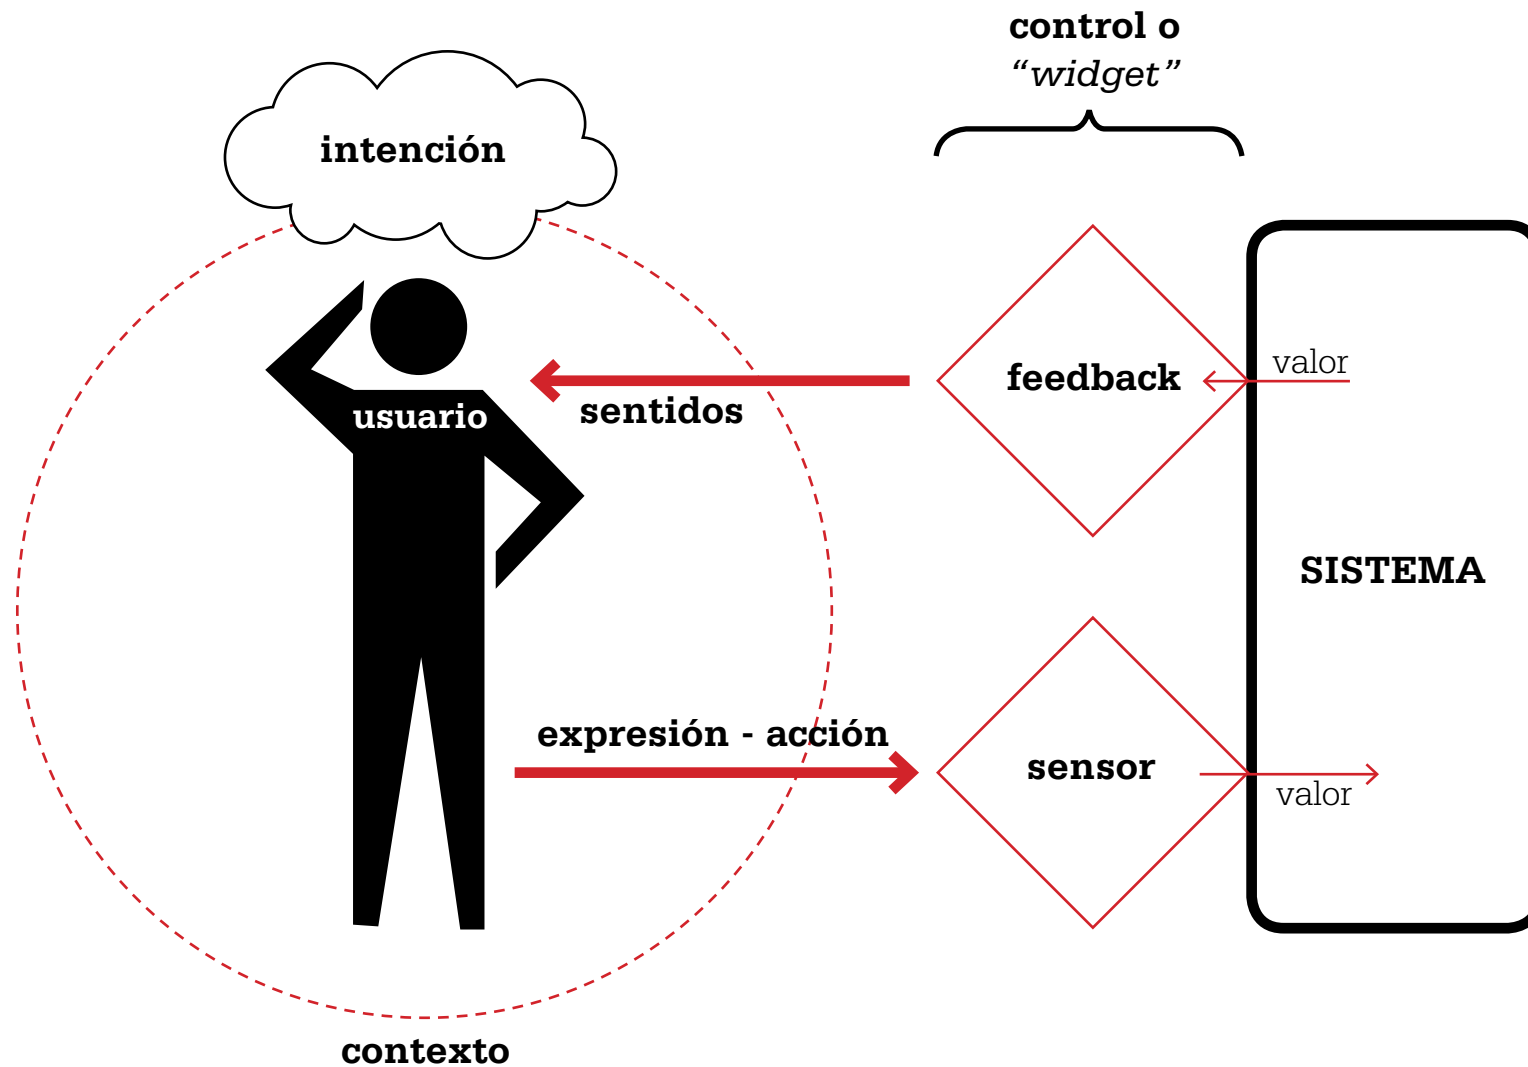 control o
“widget”
intención
valor
feedback
usuario
sentidos
SISTEMA
expresión - acción
sensor
valor
contexto